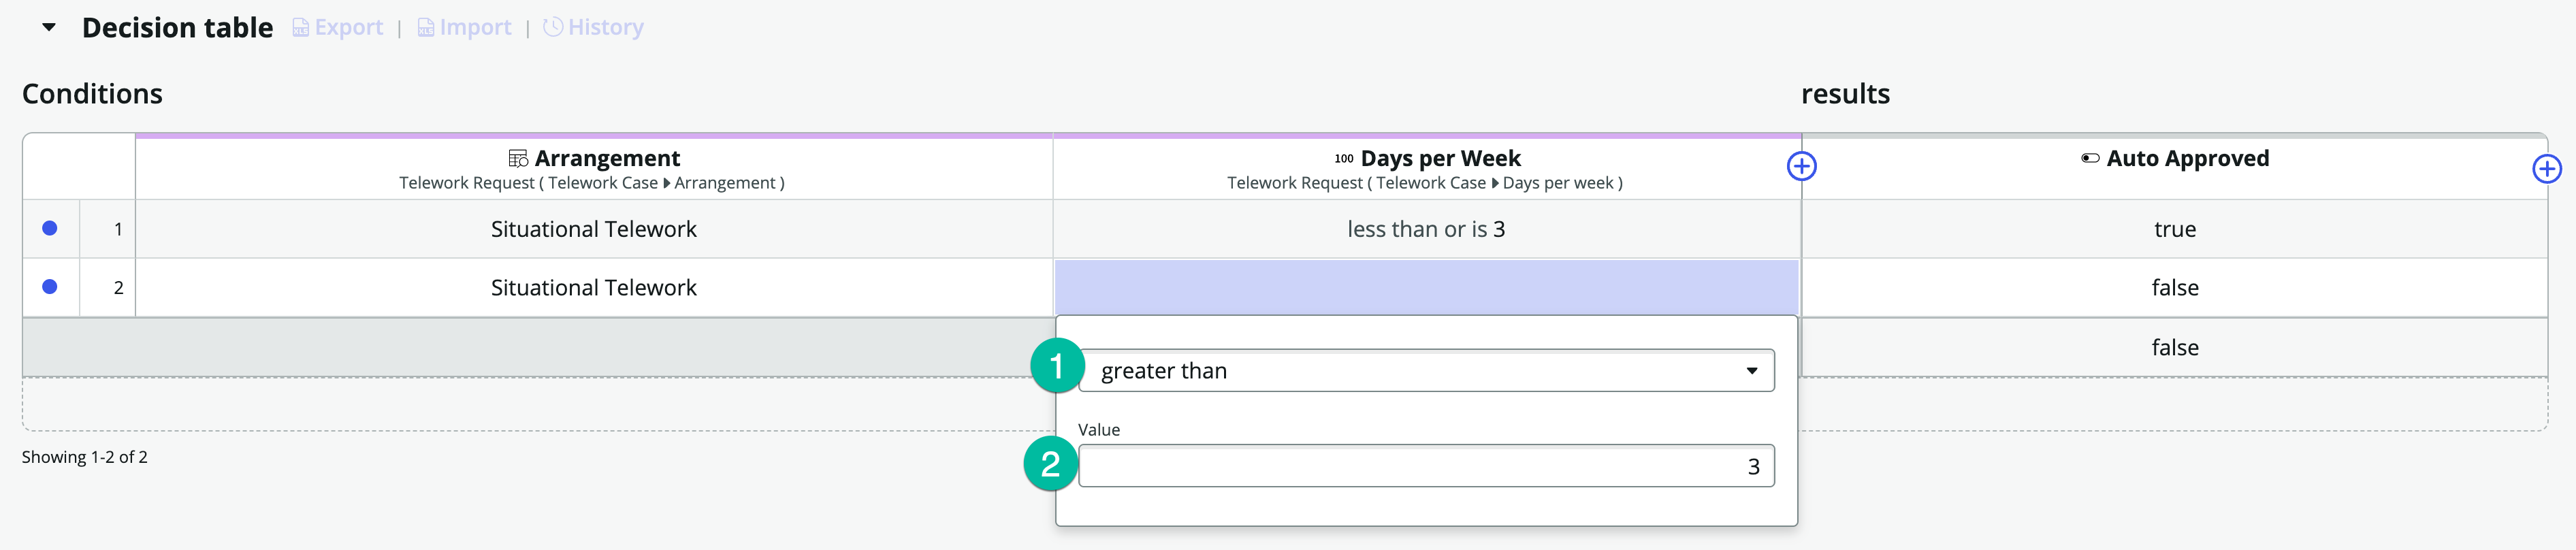 Decision table XLS Export | XLS Import | History
Conditions results
Arrangement 100 Days per Week Auto Approved
Telework Request ( Telework Case ▶ Arrangement ) Telework Request ( Telework Case ▶ Days per week )
1 Situational Telework less than or is 3 true
2 Situational Telework false
false
1 greater than
Value
2 3
Showing 1-2 of 2